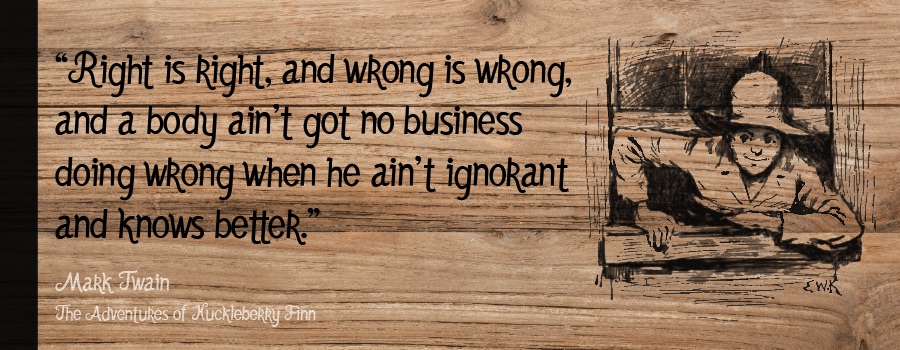 “Right is right, and wrong is wrong,
and a body ain’t got no business
doing wrong when he ain’t ignorant
and knows better.”
Mark Twain
The Adventures of Huckleberry Finn
EWK